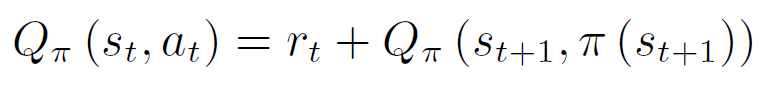 Q_π (s_t, a_t) = r_t + Q_π (s_{t+1}, π (s_{t+1}))